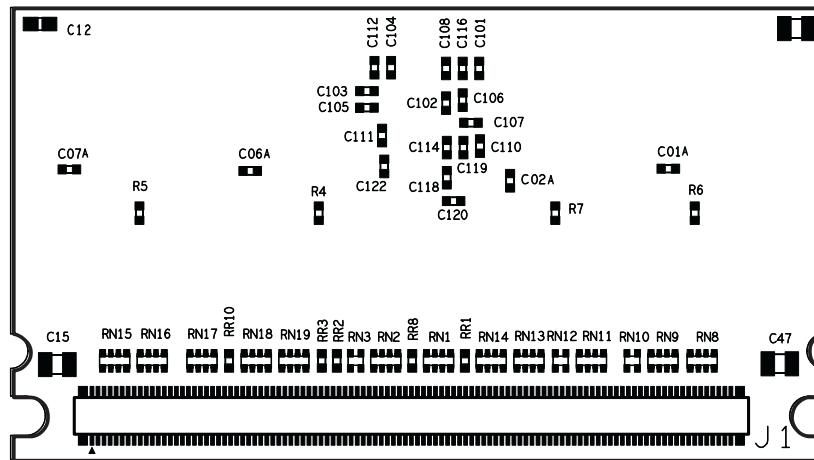 C12
C112
C104
C108
C116
C101
C103
C105
C102
C106
C107
C111
C114
C110
C119
C07A
C06A
C122
C118
C02A
C01A
C120
R5
R4
R7
R6
C15
RN15
RN16
RN17
RR10
RN18
RN19
RR3
RR2
RN3
RN2
RR8
RN1
RR1
RN14
RN13
RN12
RN11
RN10
RN9
RN8
C47
J1